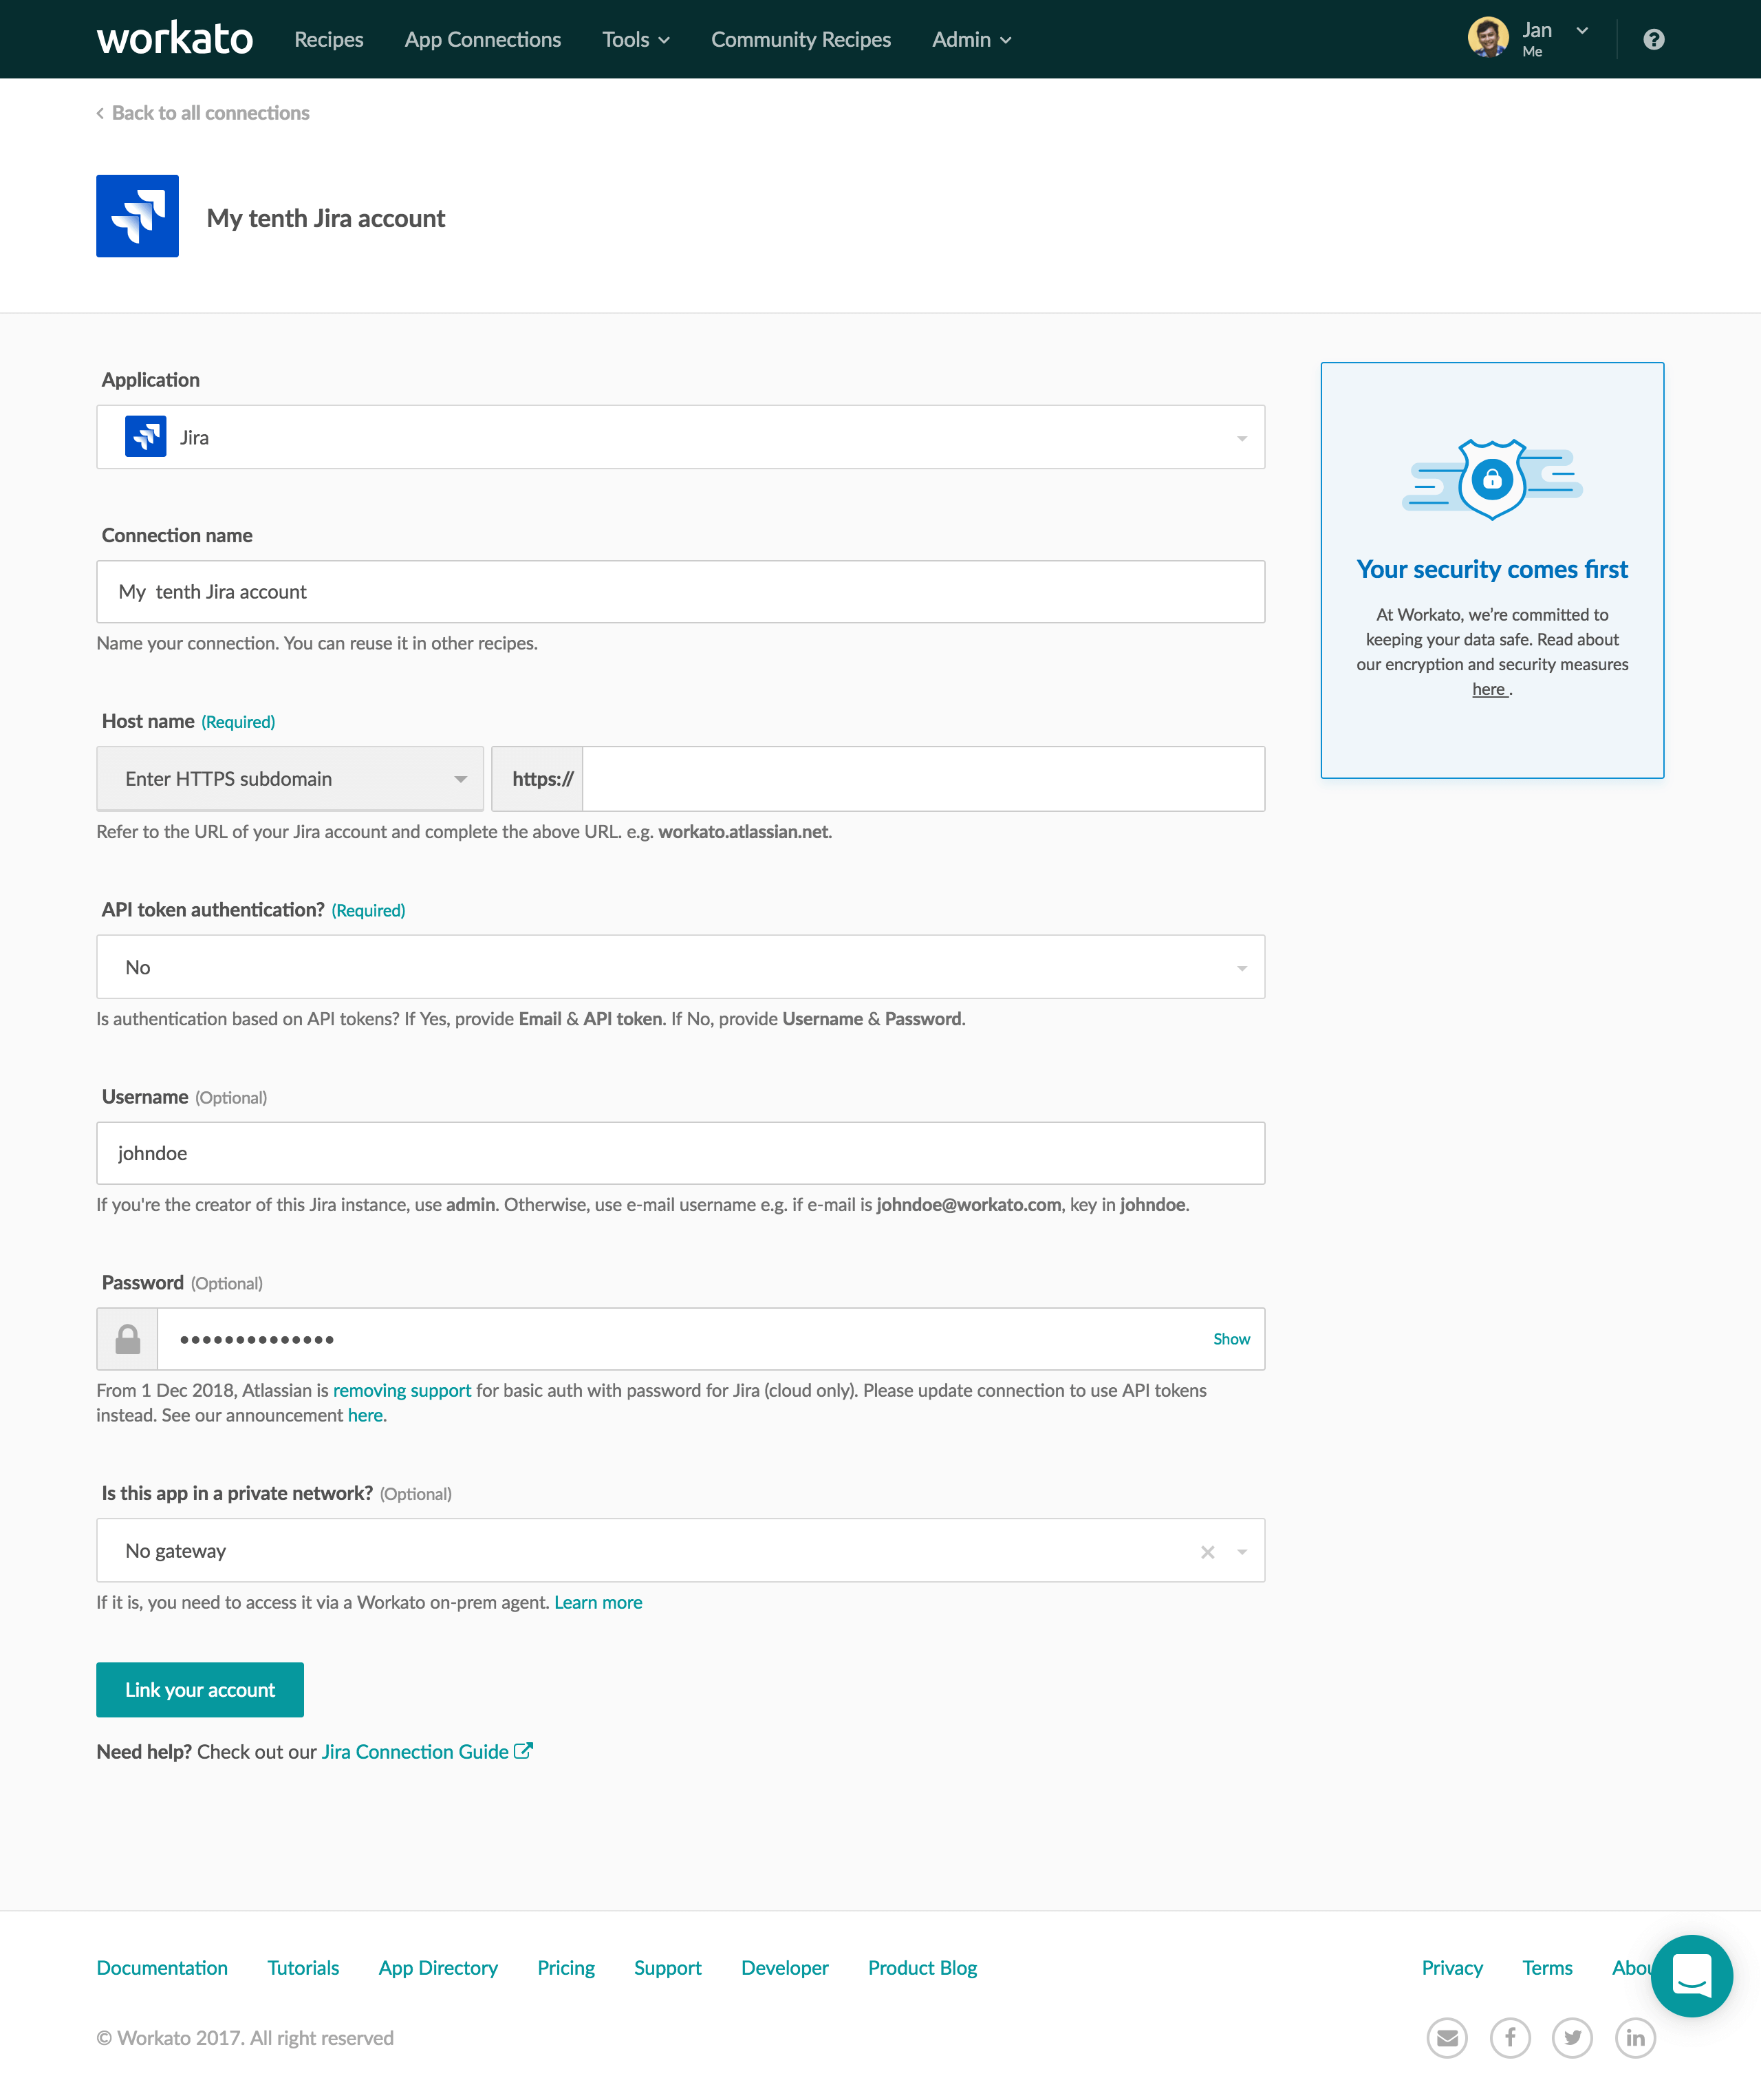 workato Recipes App Connections Tools Community Recipes Admin Jan
Me
Back to all connections
My tenth Jira account
Application
Jira
Connection name
My  tenth Jira account
Name your connection. You can reuse it in other recipes.
Your security comes first
At Workato, we’re committed to
keeping your data safe. Read about
our encryption and security measures
here .
Host name (Required)
Enter HTTPS subdomain https://
Refer to the URL of your Jira account and complete the above URL. e.g. workato.atlassian.net.
API token authentication? (Required)
No
Is authentication based on API tokens? If Yes, provide Email & API token. If No, provide Username & Password.
Username (Optional)
johndoe
If you're the creator of this Jira instance, use admin. Otherwise, use e-mail username e.g. if e-mail is johndoe@workato.com, key in johndoe.
Password (Optional)
Show
From 1 Dec 2018, Atlassian is removing support for basic auth with password for Jira (cloud only). Please update connection to use API tokens
instead. See our announcement here.
Is this app in a private network? (Optional)
No gateway
If it is, you need to access it via a Workato on-prem agent. Learn more
Link your account
Need help? Check out our Jira Connection Guide
Documentation Tutorials App Directory Pricing Support Developer Product Blog Privacy Terms Abou
© Workato 2017. All right reserved